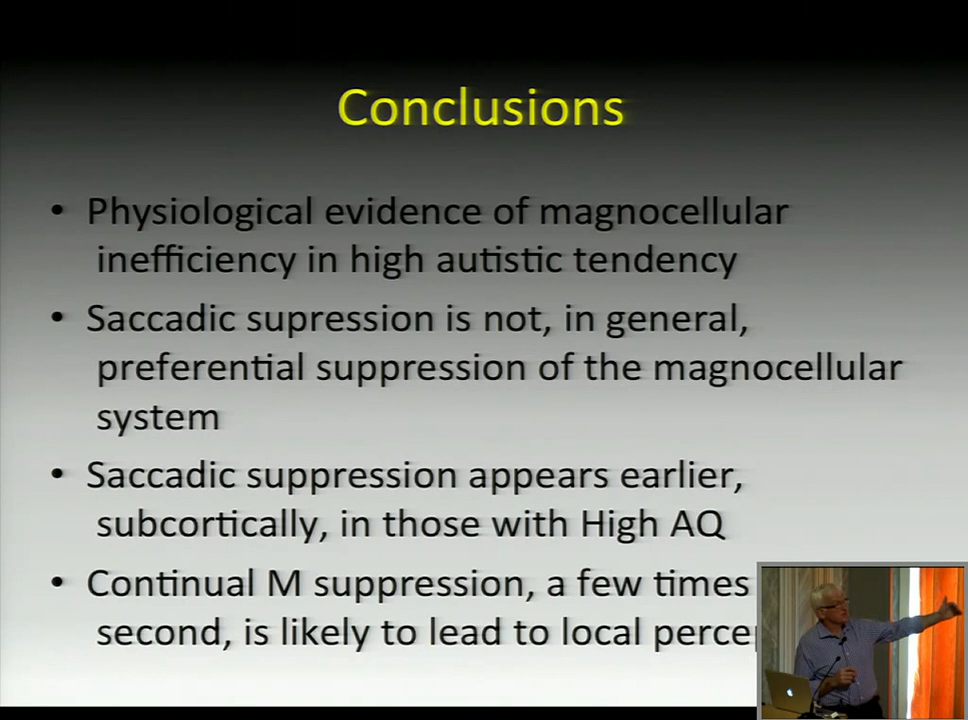 Conclusions
• Physiological evidence of magnocellular
inefficiency in high autistic tendency
• Saccadic supression is not, in general,
preferential suppression of the magnocellular
system
• Saccadic suppression appears earlier,
subcortically, in those with High AQ
• Continual M suppression, a few times
second, is likely to lead to local